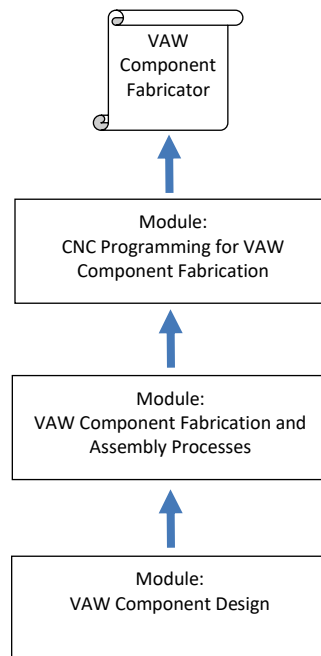 VAW
Component
Fabricator
Module:
CNC Programming for VAW
Component Fabrication
Module:
VAW Component Fabrication and
Assembly Processes
Module:
VAW Component Design